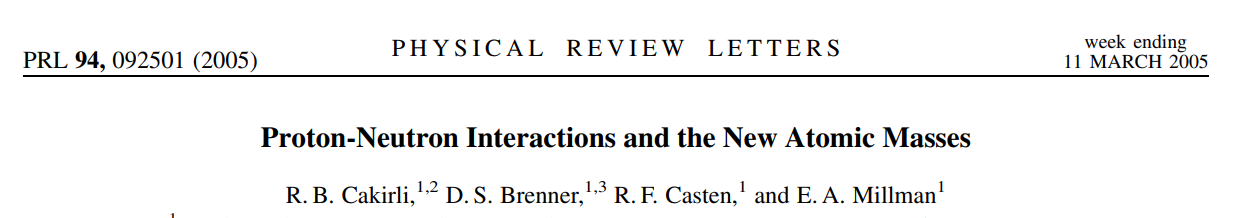 PRL 94, 092501 (2005)
PHYSICAL REVIEW LETTERS
week ending
11 MARCH 2005
Proton-Neutron Interactions and the New Atomic Masses
R. B. Cakirli,1,2 D. S. Brenner,1,3 R. F. Casten,1 and E. A. Millman1